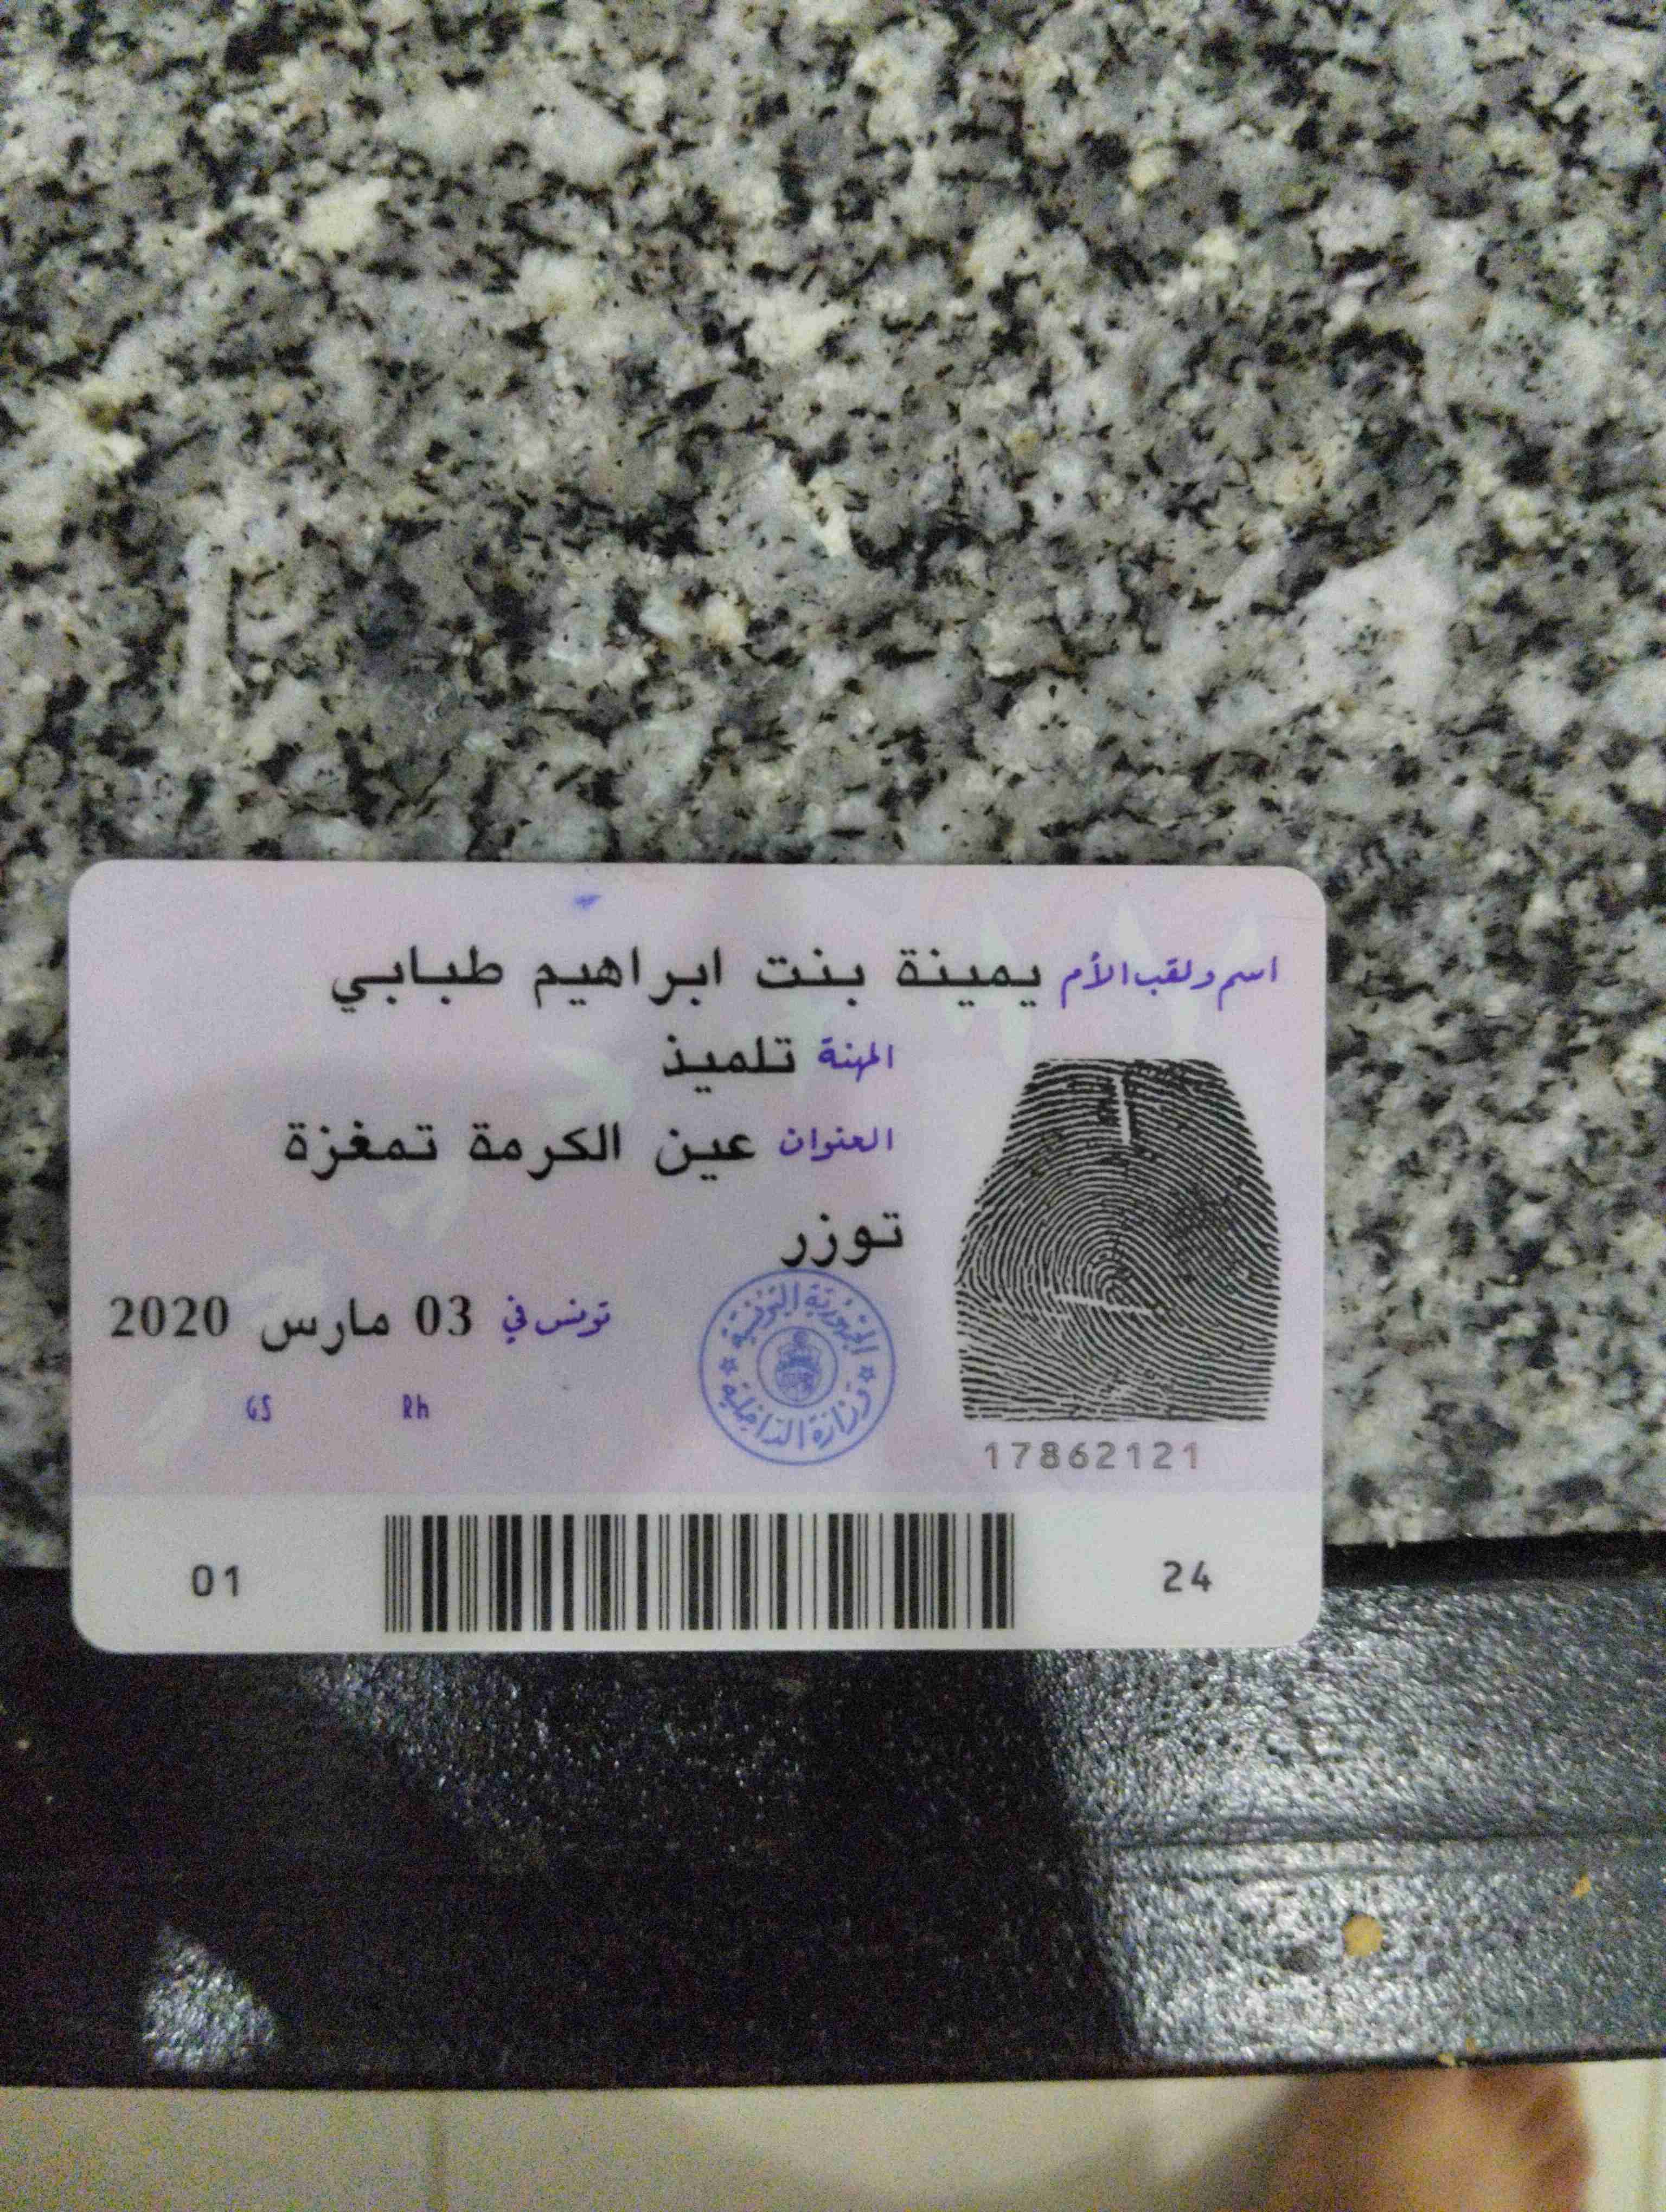 اسم ولقب الأم يمينة بنت ابراهيم طبابي
المهنة تلميذ
العنوان عين الكرمة تمغزة
توزر
تونس في 03 مارس 2020
الجمهورية التونسية
وزارة الداخلية
GS Rh
17862121
01 24